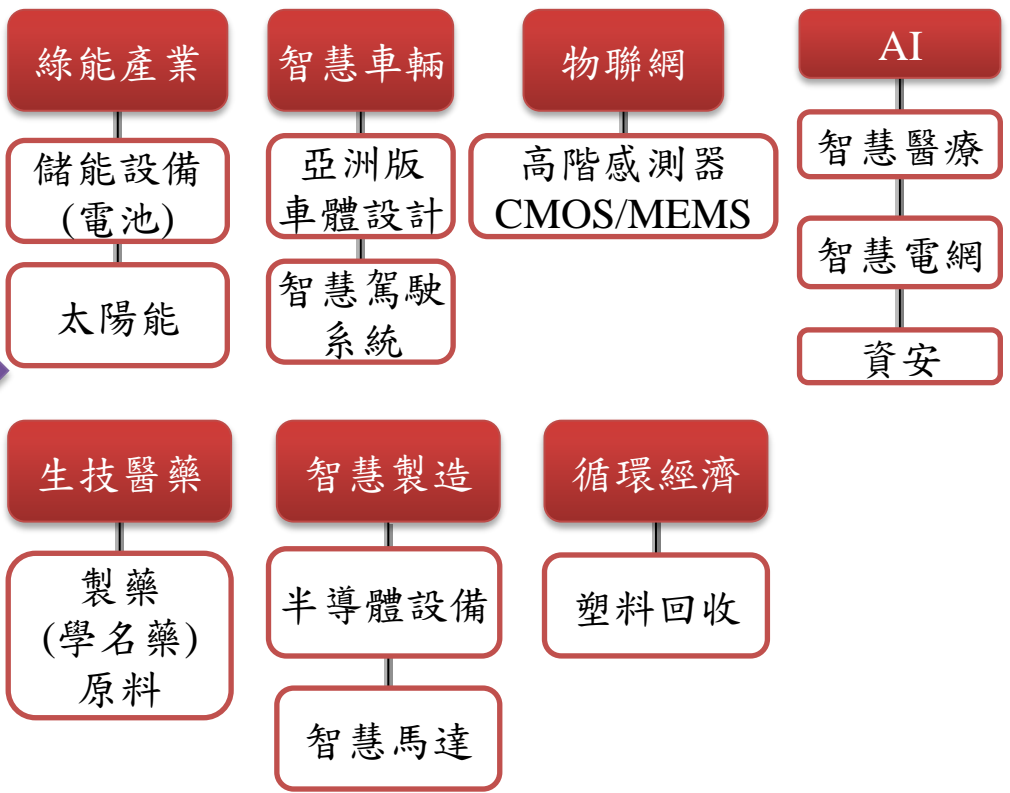 綠能產業
儲能設備
(電池)
太陽能
智慧車輛
亞洲版
車體設計
智慧駕駛
系統
物聯網
高階感測器
CMOS/MEMS
AI
智慧醫療
智慧電網
資安
生技醫藥
製藥
(學名藥)
原料
智慧製造
半導體設備
智慧馬達
循環經濟
塑料回收